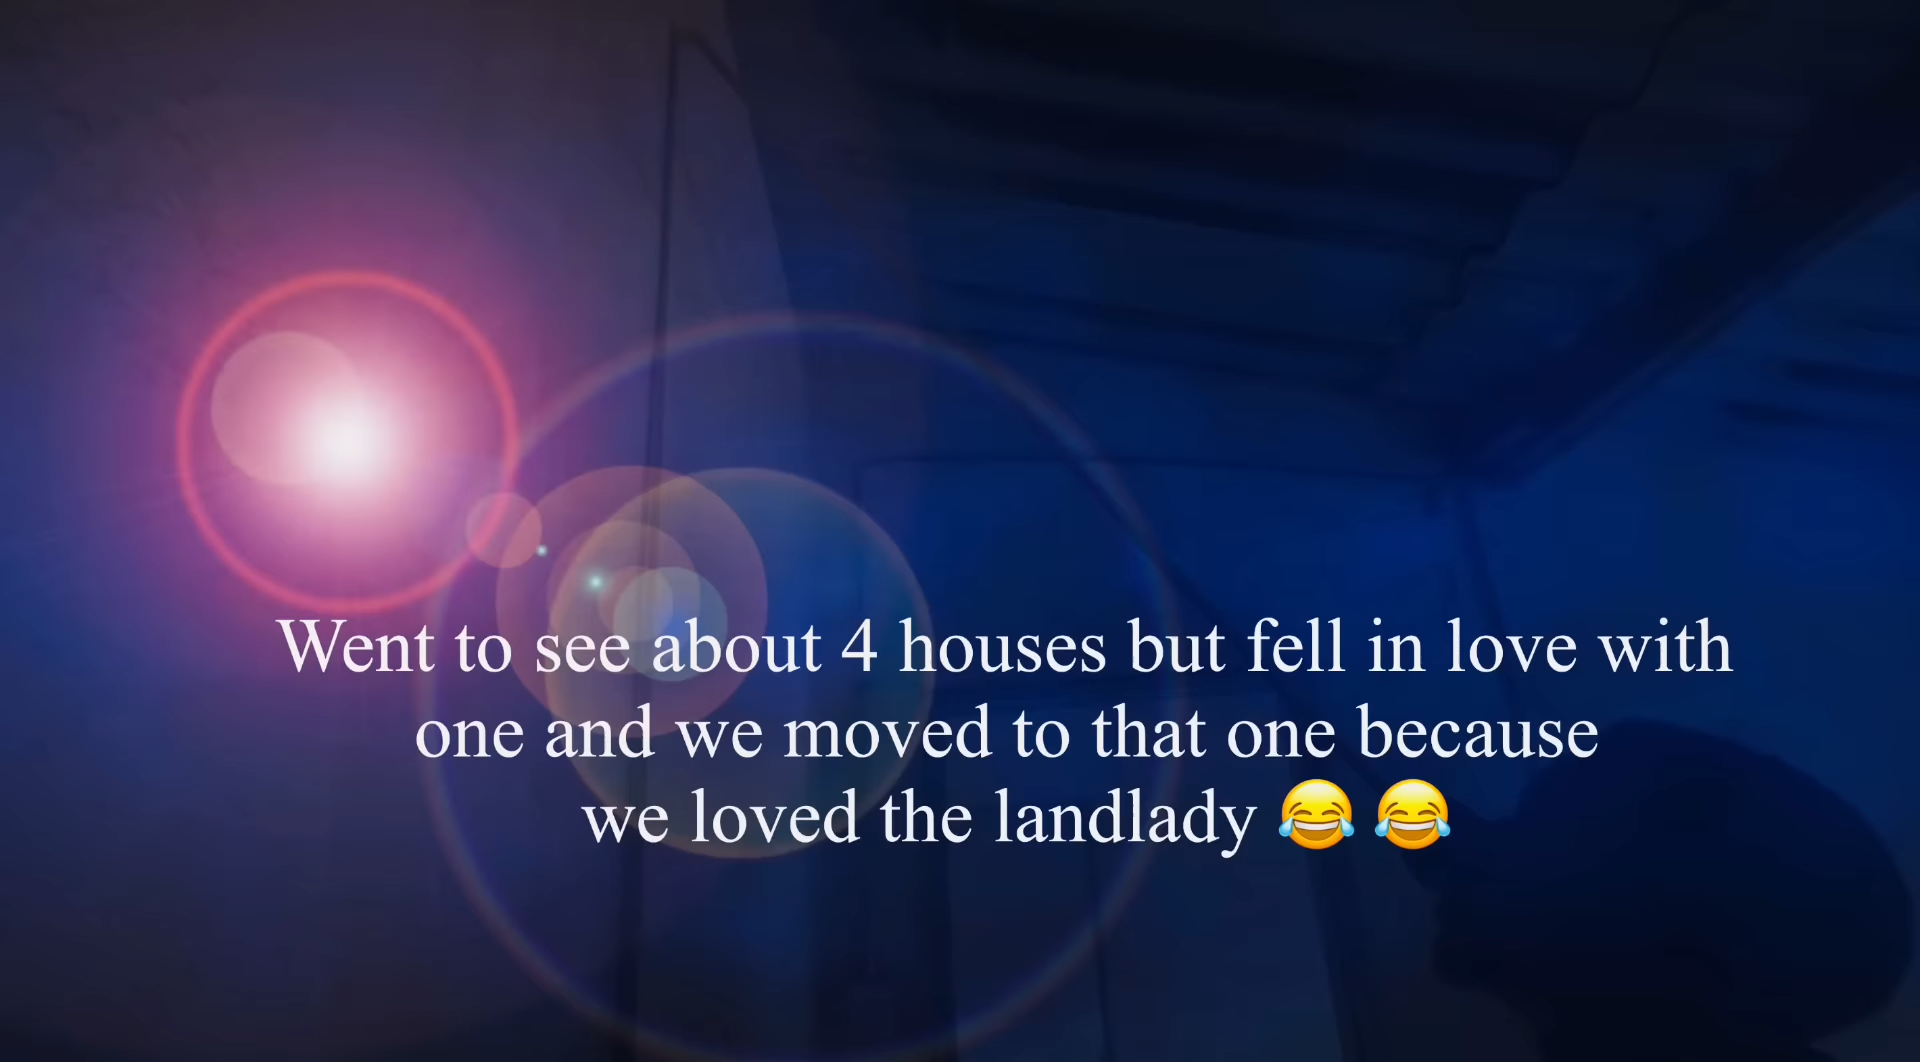 Went to see about 4 houses but fell in love with
one and we moved to that one because
we loved the landlady 😂 😂